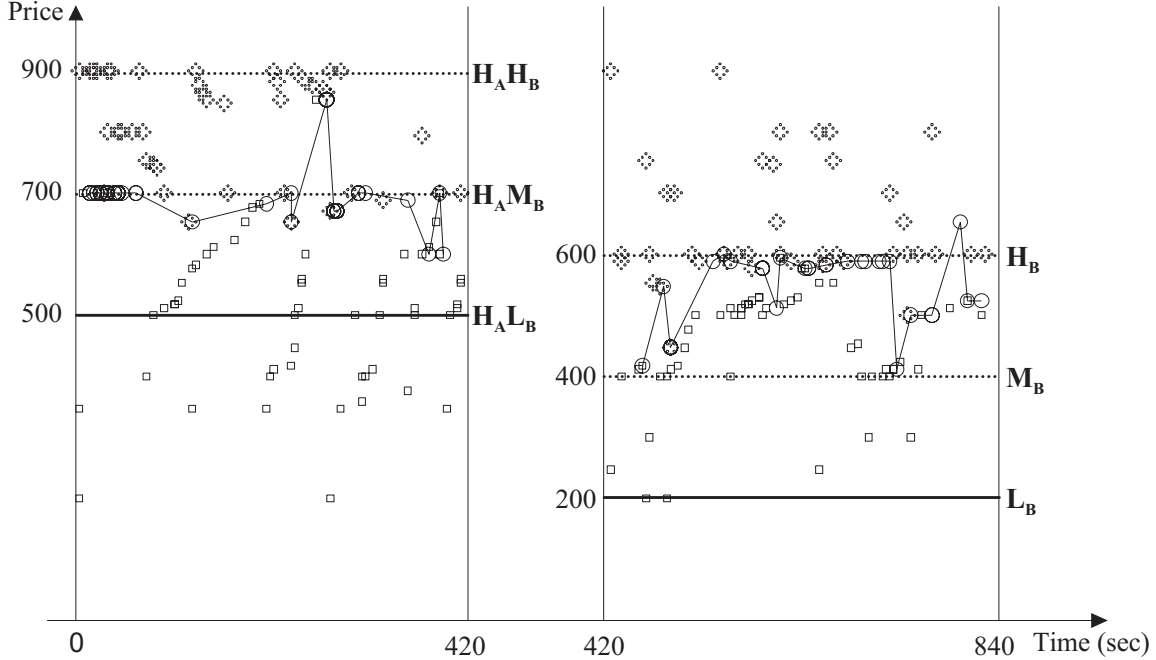 Price
900
H_A H_B
700
H_A M_B
600
H_B
500
H_A L_B
400
M_B
200
L_B
0
420
420
840
Time (sec)